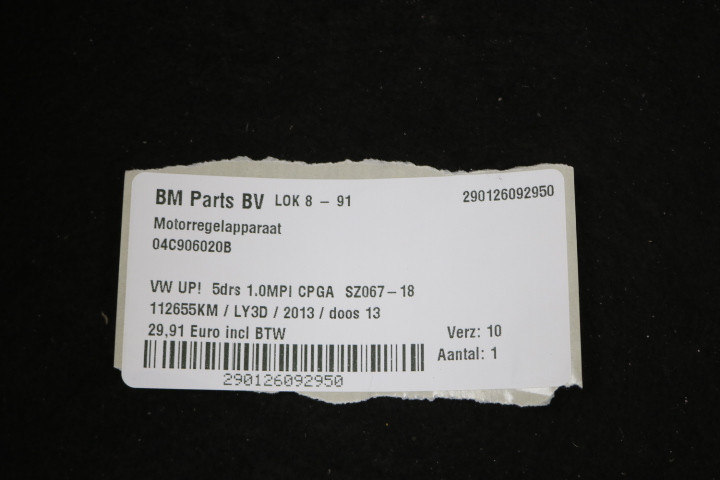 BM Parts BV LOK 8 - 91 290126092950
Motorregelapparaat
04C906020B
VW UP! 5drs 1.0MPI CPGA SZ067-18
112655KM / LY3D / 2013 / doos 13
29,91 Euro incl BTW Verz: 10
Aantal: 1
290126092950